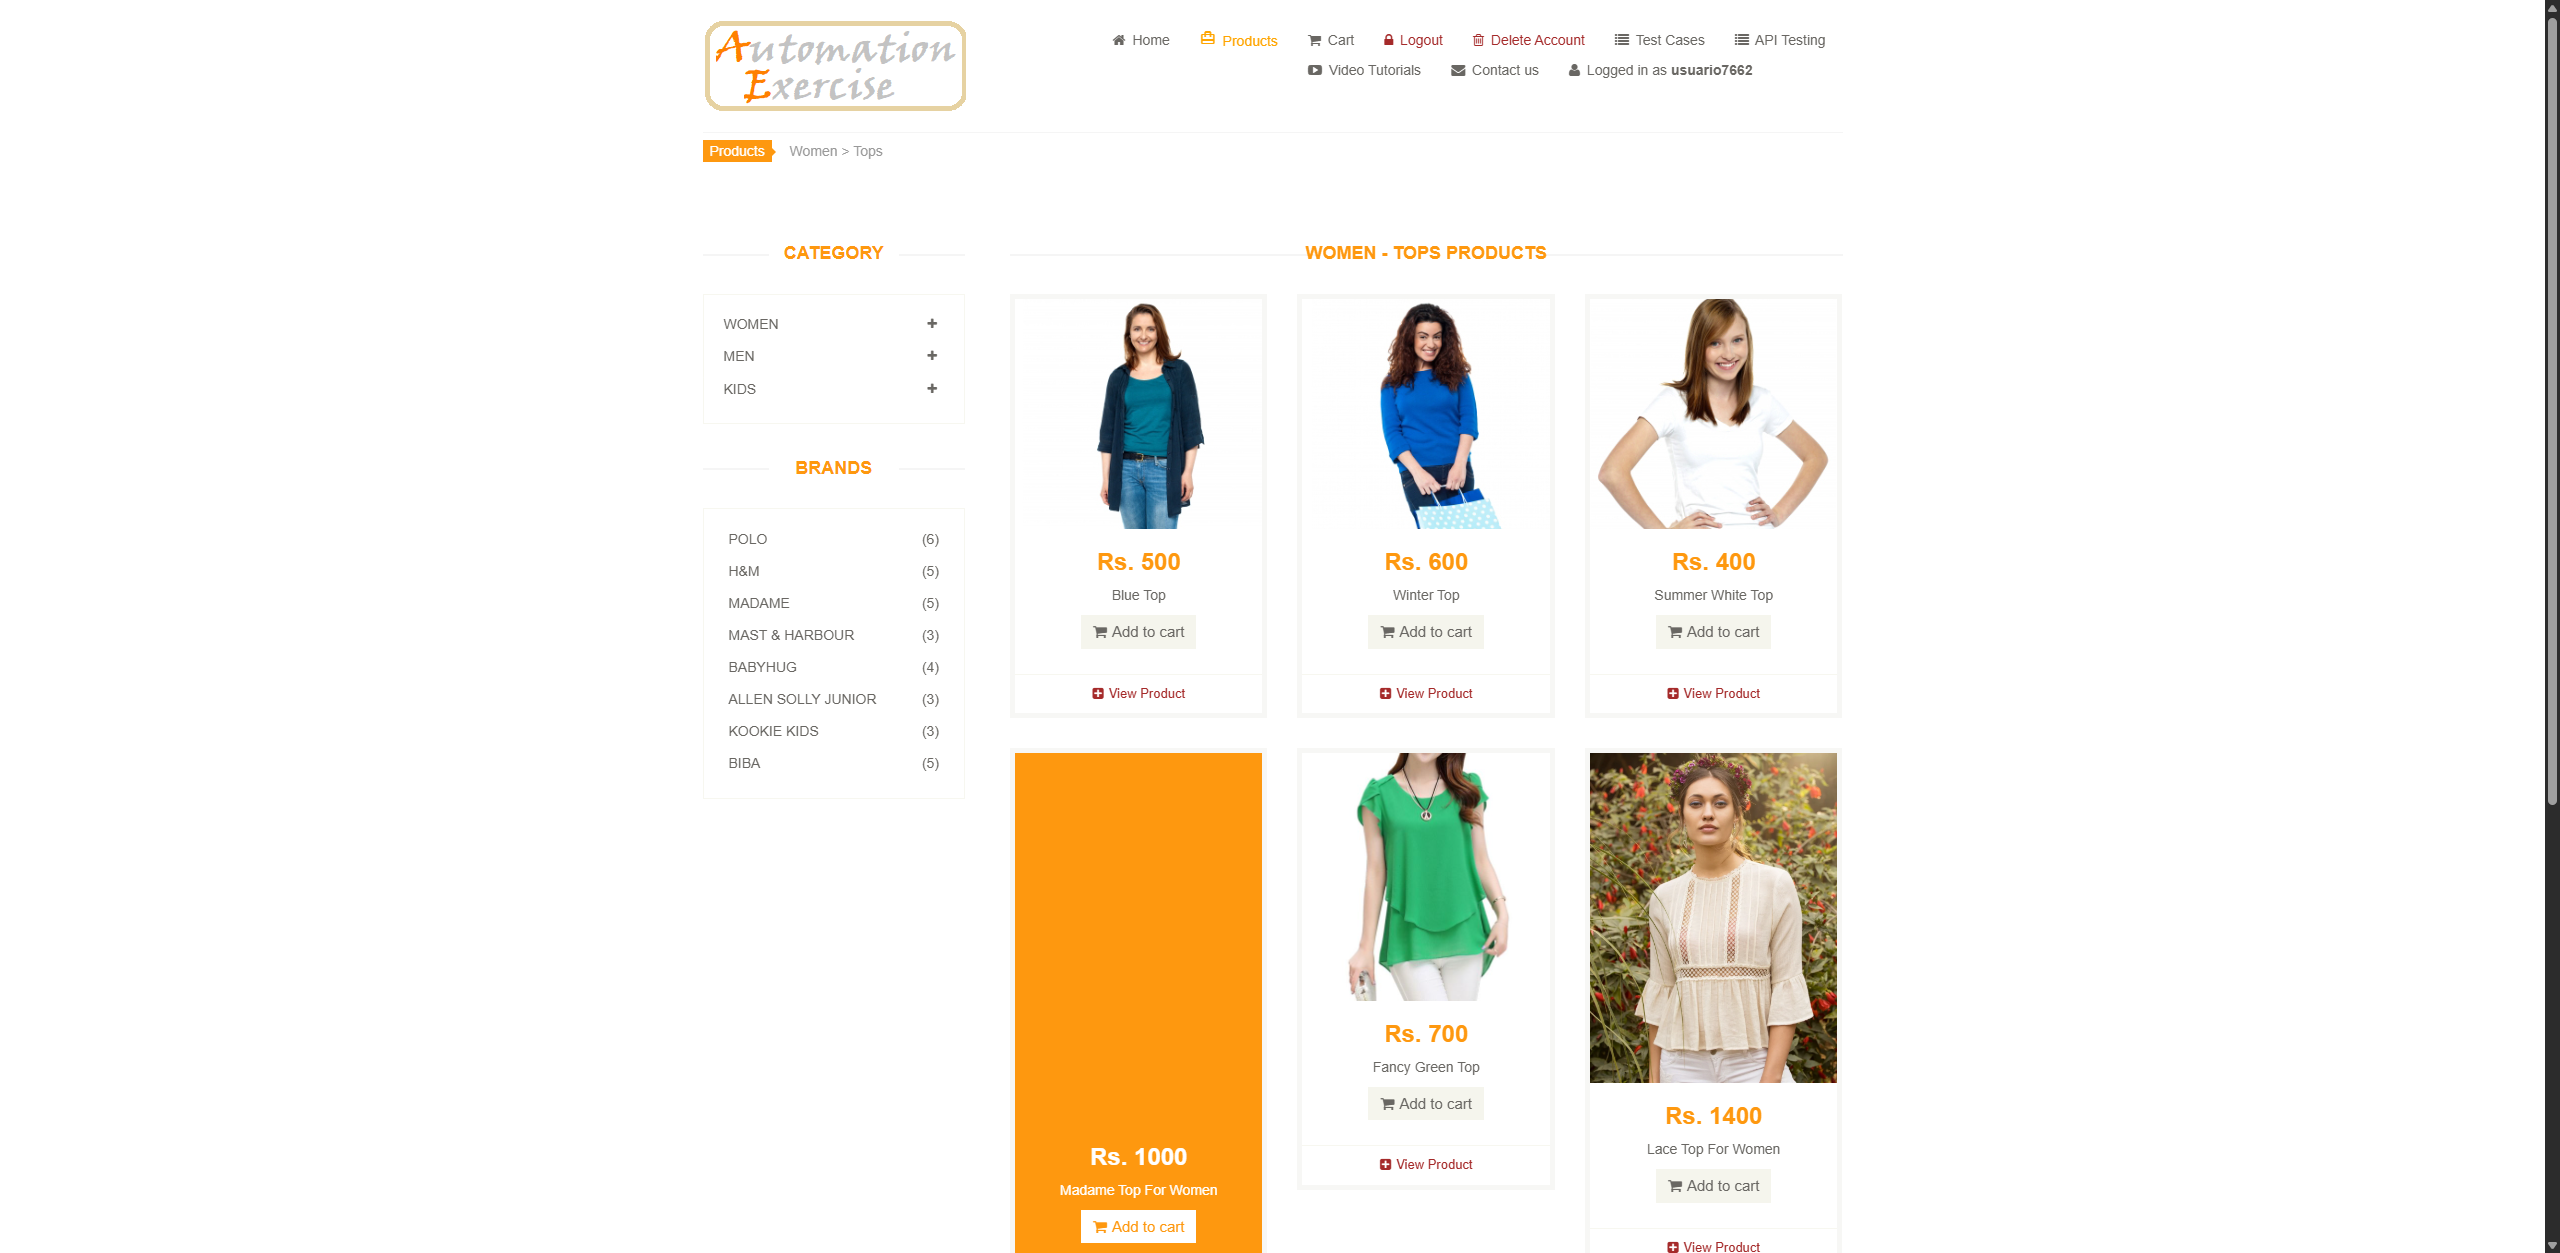 Automation
Exercise
Home
Products
Cart
Logout
Delete Account
Test Cases
API Testing
Video Tutorials
Contact us
Logged in as usuario7662
Products
Women > Tops
CATEGORY
WOMEN
MEN
KIDS
BRANDS
POLO (6)
H&M (5)
MADAME (5)
MAST & HARBOUR (3)
BABYHUG (4)
ALLEN SOLLY JUNIOR (3)
KOOKIE KIDS (3)
BIBA (5)
WOMEN - TOPS PRODUCTS
Rs. 500
Blue Top
Add to cart
View Product
Rs. 600
Winter Top
Add to cart
View Product
Rs. 400
Summer White Top
Add to cart
View Product
Rs. 1000
Madame Top For Women
Add to cart
Rs. 700
Fancy Green Top
Add to cart
View Product
Rs. 1400
Lace Top For Women
Add to cart
View Product